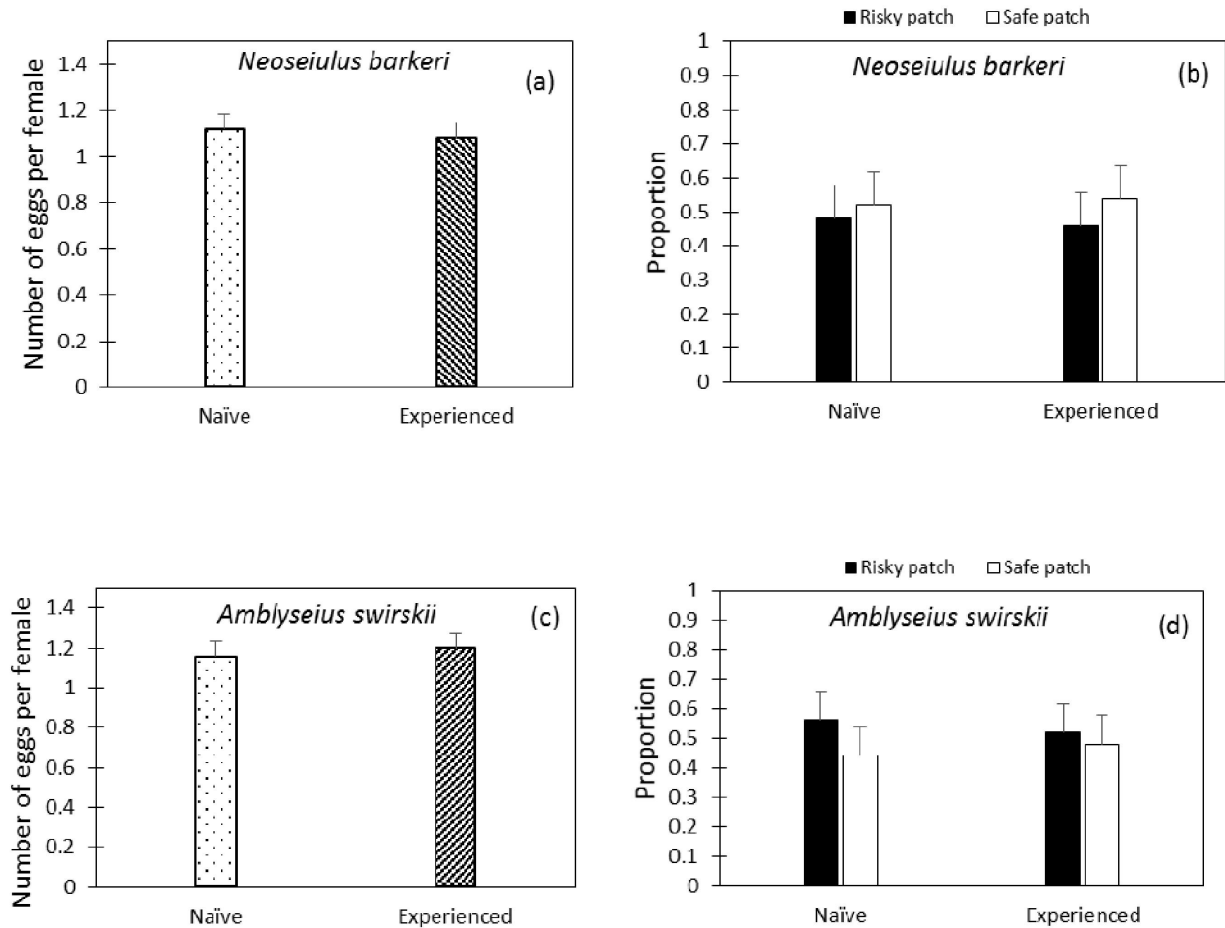 Neoseiulus barkeri
(a)
Number of eggs per female
1.4
1.2
1
0.8
0.6
0.4
0.2
0
Naïve Experienced
Risky patch Safe patch
Neoseiulus barkeri
(b)
Proportion
1
0.9
0.8
0.7
0.6
0.5
0.4
0.3
0.2
0.1
0
Naïve Experienced
Amblyseius swirskii
(c)
Number of eggs per female
1.4
1.2
1
0.8
0.6
0.4
0.2
0
Naïve Experienced
Risky patch Safe patch
Amblyseius swirskii
(d)
Proportion
1
0.9
0.8
0.7
0.6
0.5
0.4
0.3
0.2
0.1
0
Naïve Experienced